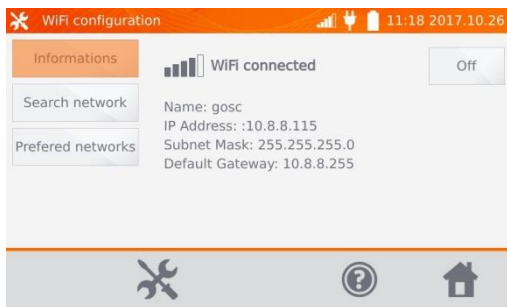 WiFi configuration
11:18 2017.10.26
Informations
WiFi connected
Off
Search network
Prefered networks
Name: gosc
IP Address: :10.8.8.115
Subnet Mask: 255.255.255.0
Default Gateway: 10.8.8.255